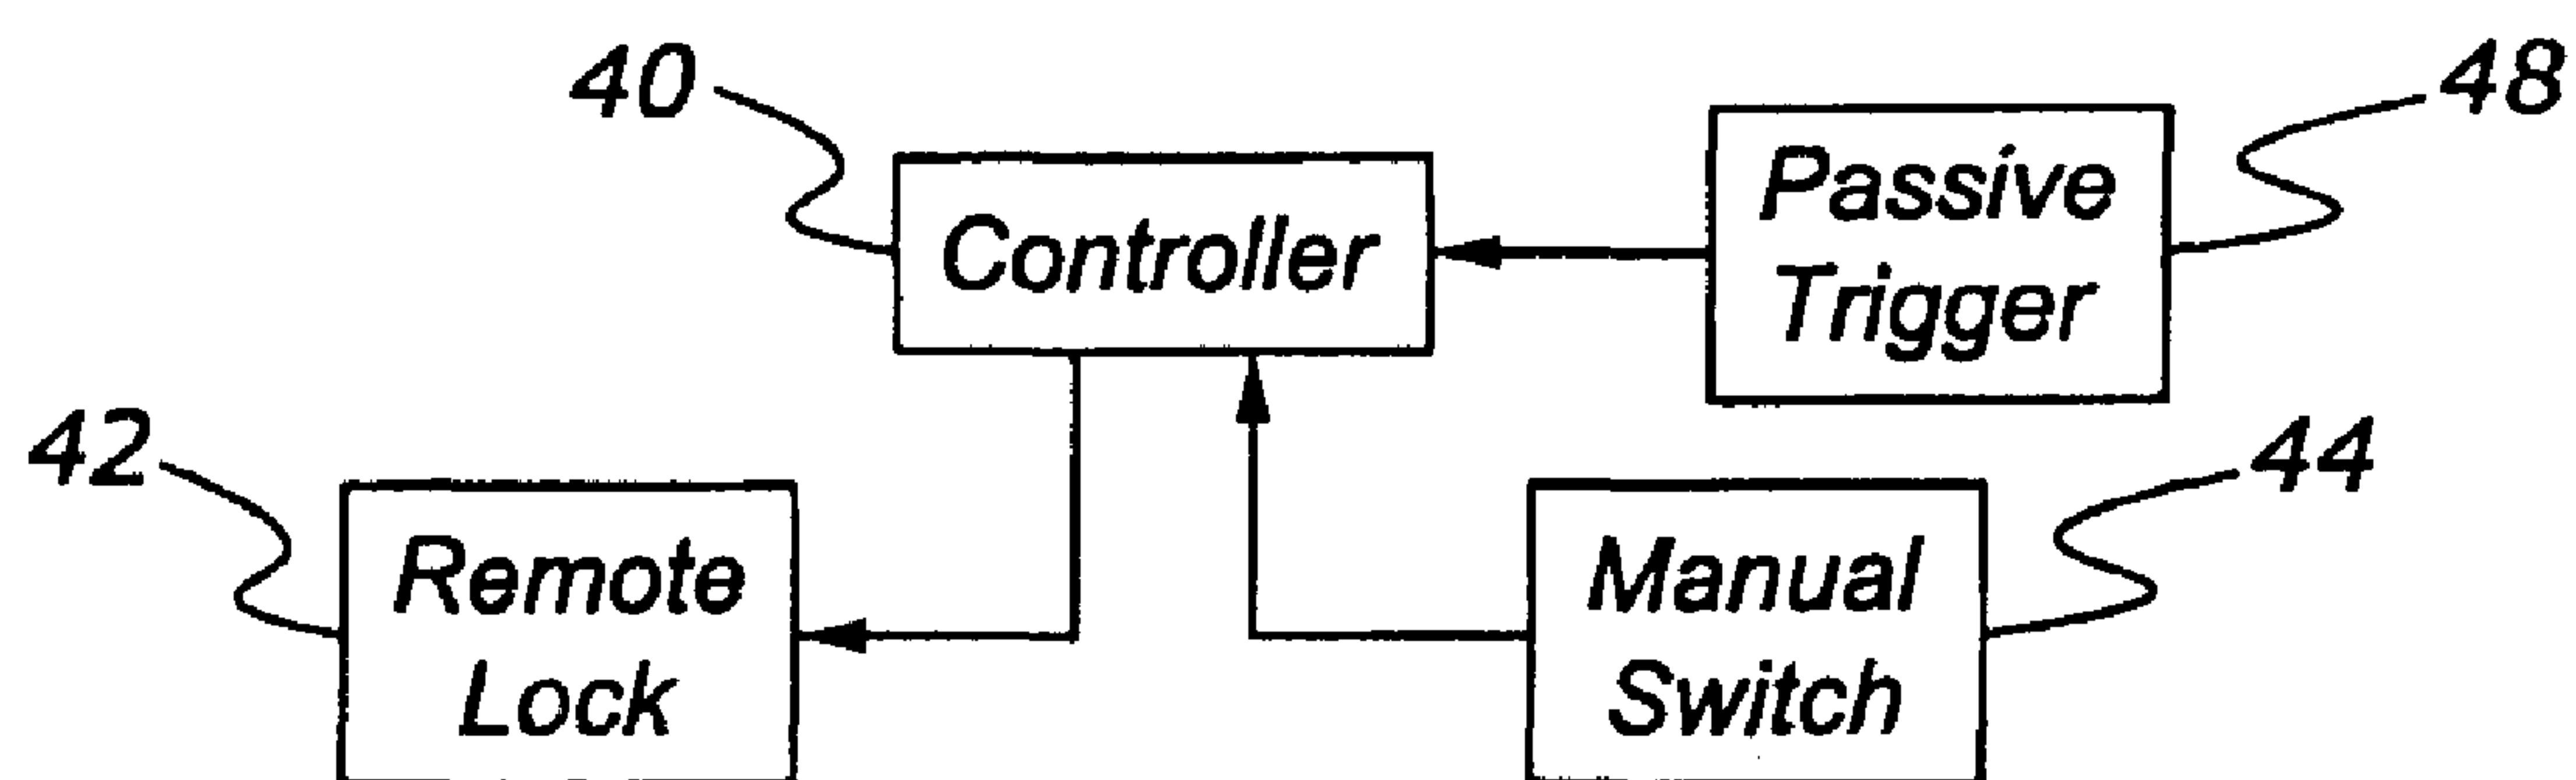 40
48
Controller
Passive
Trigger
42
44
Remote
Lock
Manual
Switch